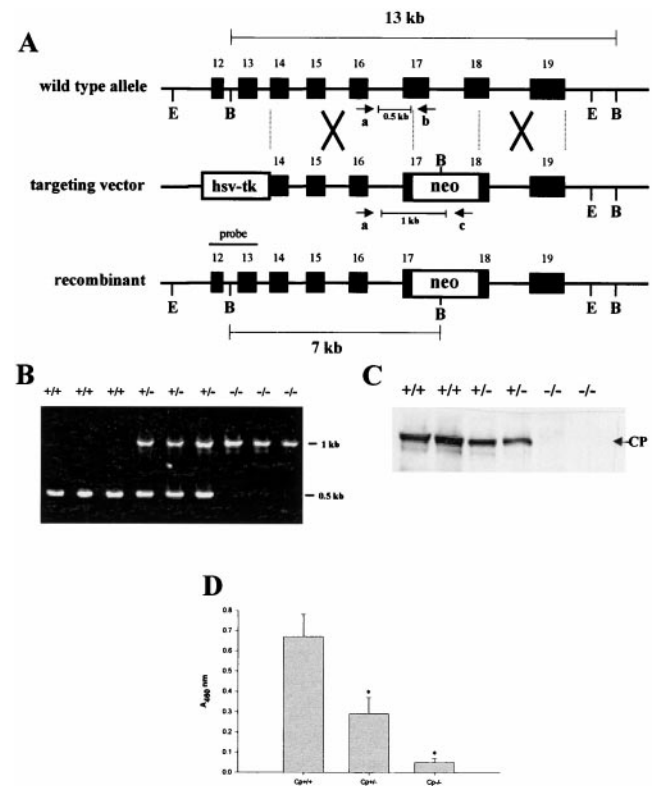 13 kb
A
12 13 14 15 16 17 18 19
wild type allele
E B a 0.5 kb b E B
B
14 15 16 17 18 19
targeting vector hsv-tk neo
a 1 kb c E B
probe
12 13 14 15 16 17 18 19
recombinant neo
E B B E B
7 kb
B
+/+ +/+ +/+ +/- +/- +/- -/- -/- -/-
1 kb
0.5 kb
C
+/+ +/+ +/- +/- -/- -/-
CP
D
0.8
0.7
0.6
0.5
0.4
0.3
0.2
0.1
0.0
A460 nm
* *
Cp+/+ Cp+/- Cp-/-